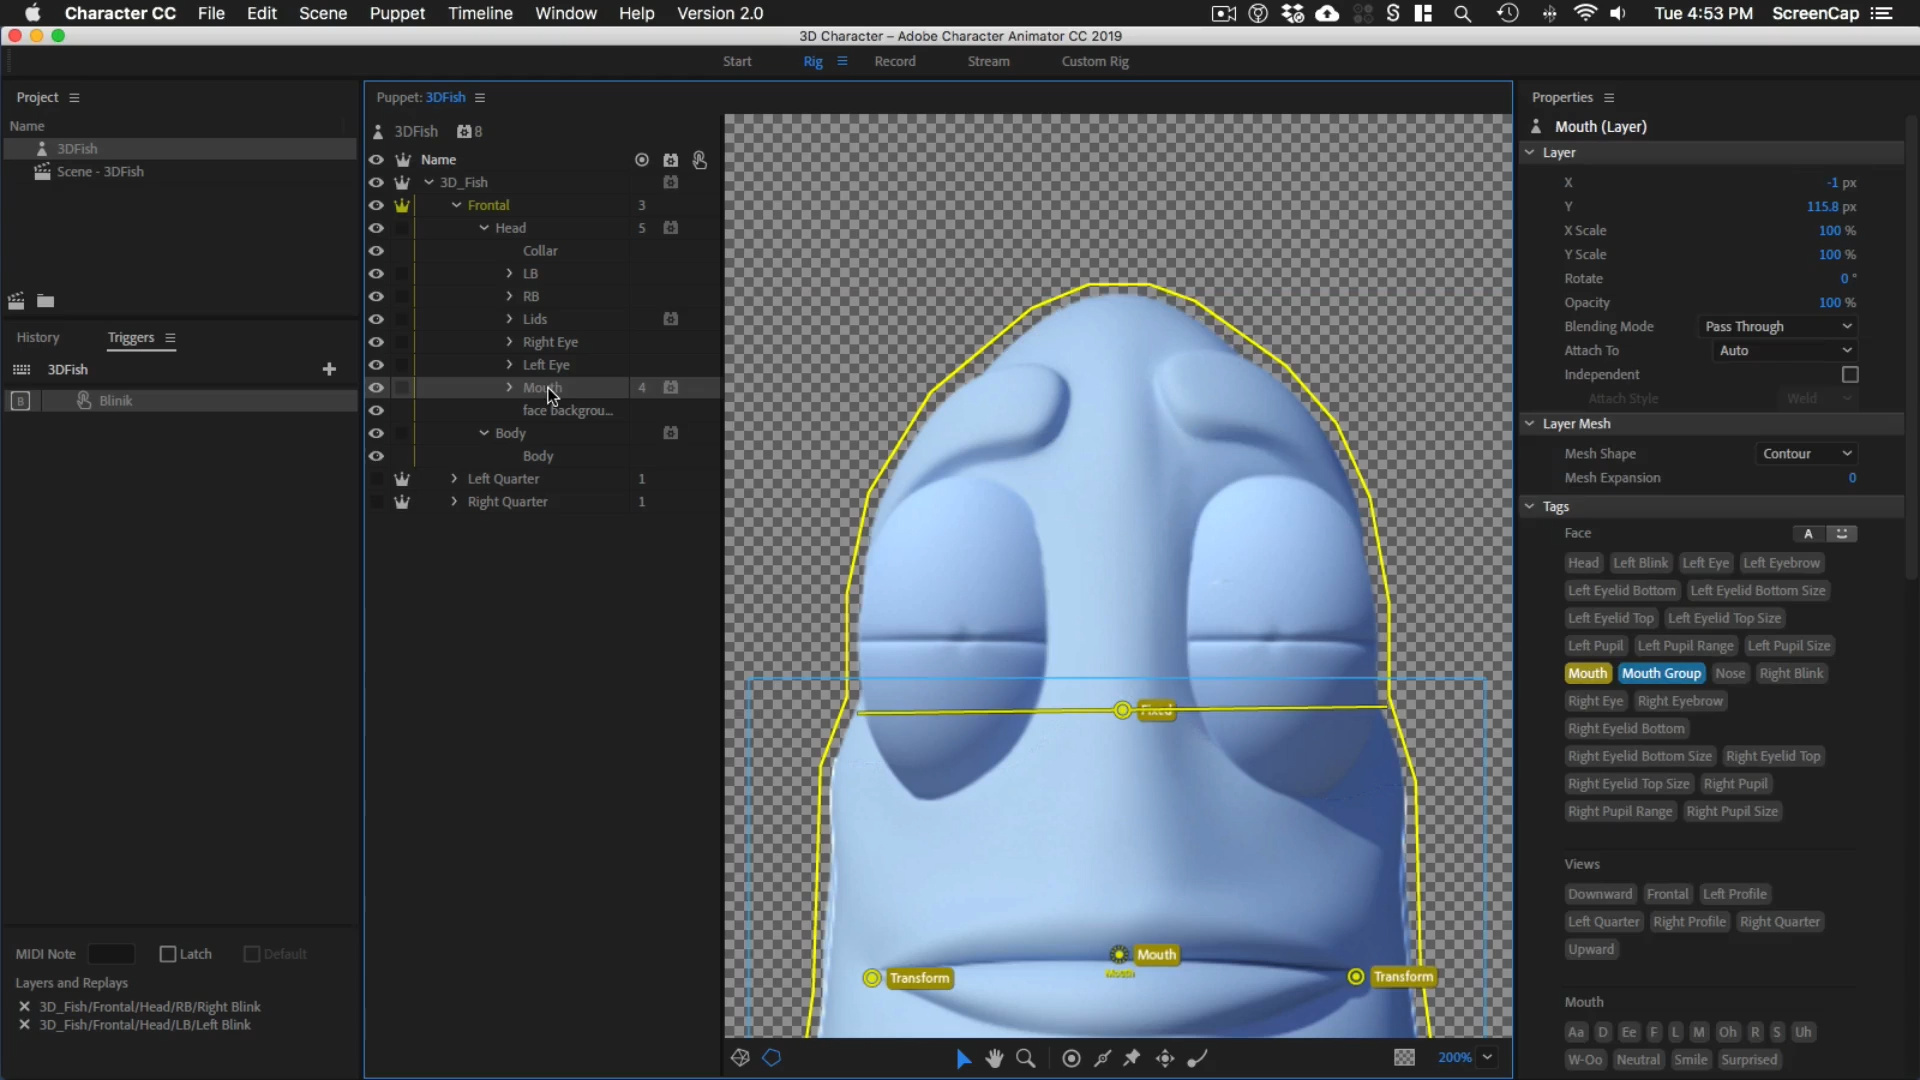 Character CC File Edit Scene Puppet Timeline Window Help Version 2.0 Tue 4:53 PM ScreenCap
3D Character – Adobe Character Animator CC 2019
Start Rig Record Stream Custom Rig
Project
Name
3DFish
Scene - 3DFish
History Triggers
3DFish
B Blinik
MIDI Note Latch Default
Layers and Replays
3D_Fish/Frontal/Head/RB/Right Blink
3D_Fish/Frontal/Head/LB/Left Blink
Puppet: 3DFish
3DFish 8
Name
3D_Fish
Frontal 3
Head 5
Collar
LB
RB
Lids
Right Eye
Left Eye
Mouth 4
face backgrou...
Body
Body
Left Quarter 1
Right Quarter 1
Fixed
Mouth
Mouth
Transform Transform
200%
Properties
Mouth (Layer)
Layer
X -1 px
Y 115.8 px
X Scale 100 %
Y Scale 100 %
Rotate 0 °
Opacity 100 %
Blending Mode Pass Through
Attach To Auto
Independent
Attach Style Weld
Layer Mesh
Mesh Shape Contour
Mesh Expansion 0
Tags
Face A
Head Left Blink Left Eye Left Eyebrow
Left Eyelid Bottom Left Eyelid Bottom Size
Left Eyelid Top Left Eyelid Top Size
Left Pupil Left Pupil Range Left Pupil Size
Mouth Mouth Group Nose Right Blink
Right Eye Right Eyebrow
Right Eyelid Bottom
Right Eyelid Bottom Size Right Eyelid Top
Right Eyelid Top Size Right Pupil
Right Pupil Range Right Pupil Size
Views
Downward Frontal Left Profile
Left Quarter Right Profile Right Quarter
Upward
Mouth
Aa D Ee F L M Oh R S Uh
W-Oo Neutral Smile Surprised